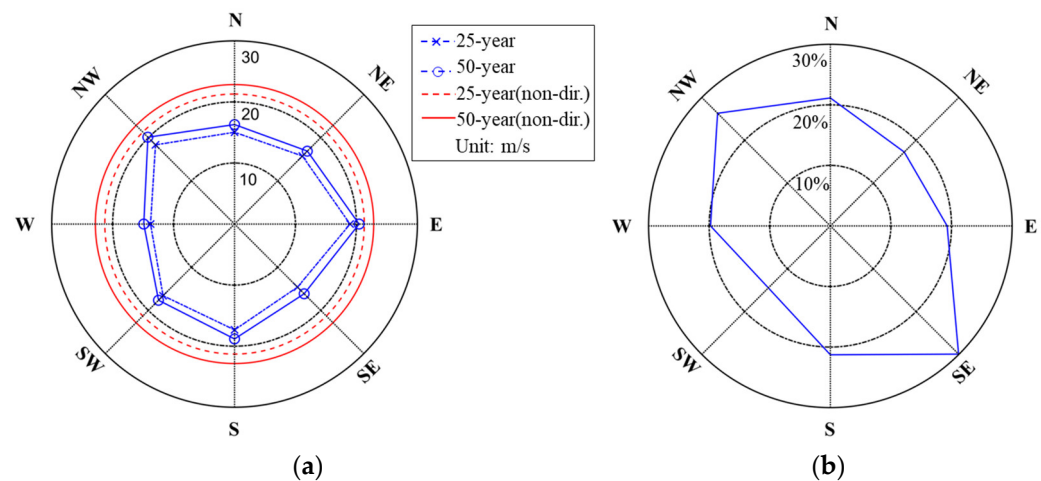 N
NE
E
SE
S
SW
W
NW
30
20
10
25-year
50-year
25-year(non-dir.)
50-year(non-dir.)
Unit: m/s
(a)
N
NE
E
SE
S
SW
W
NW
30%
20%
10%
(b)